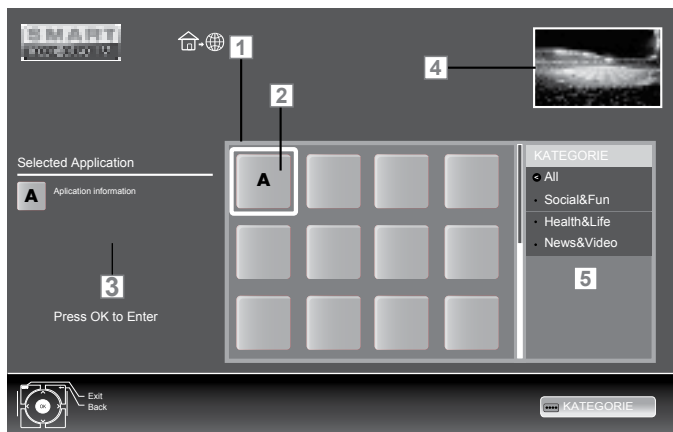 SMART
1
4
2
Selected Application
A
Aplication information
A
KATEGORIE
All
Social&Fun
Health&Life
News&Video
3
5
Press OK to Enter
OK
Exit
Back
KATEGORIE